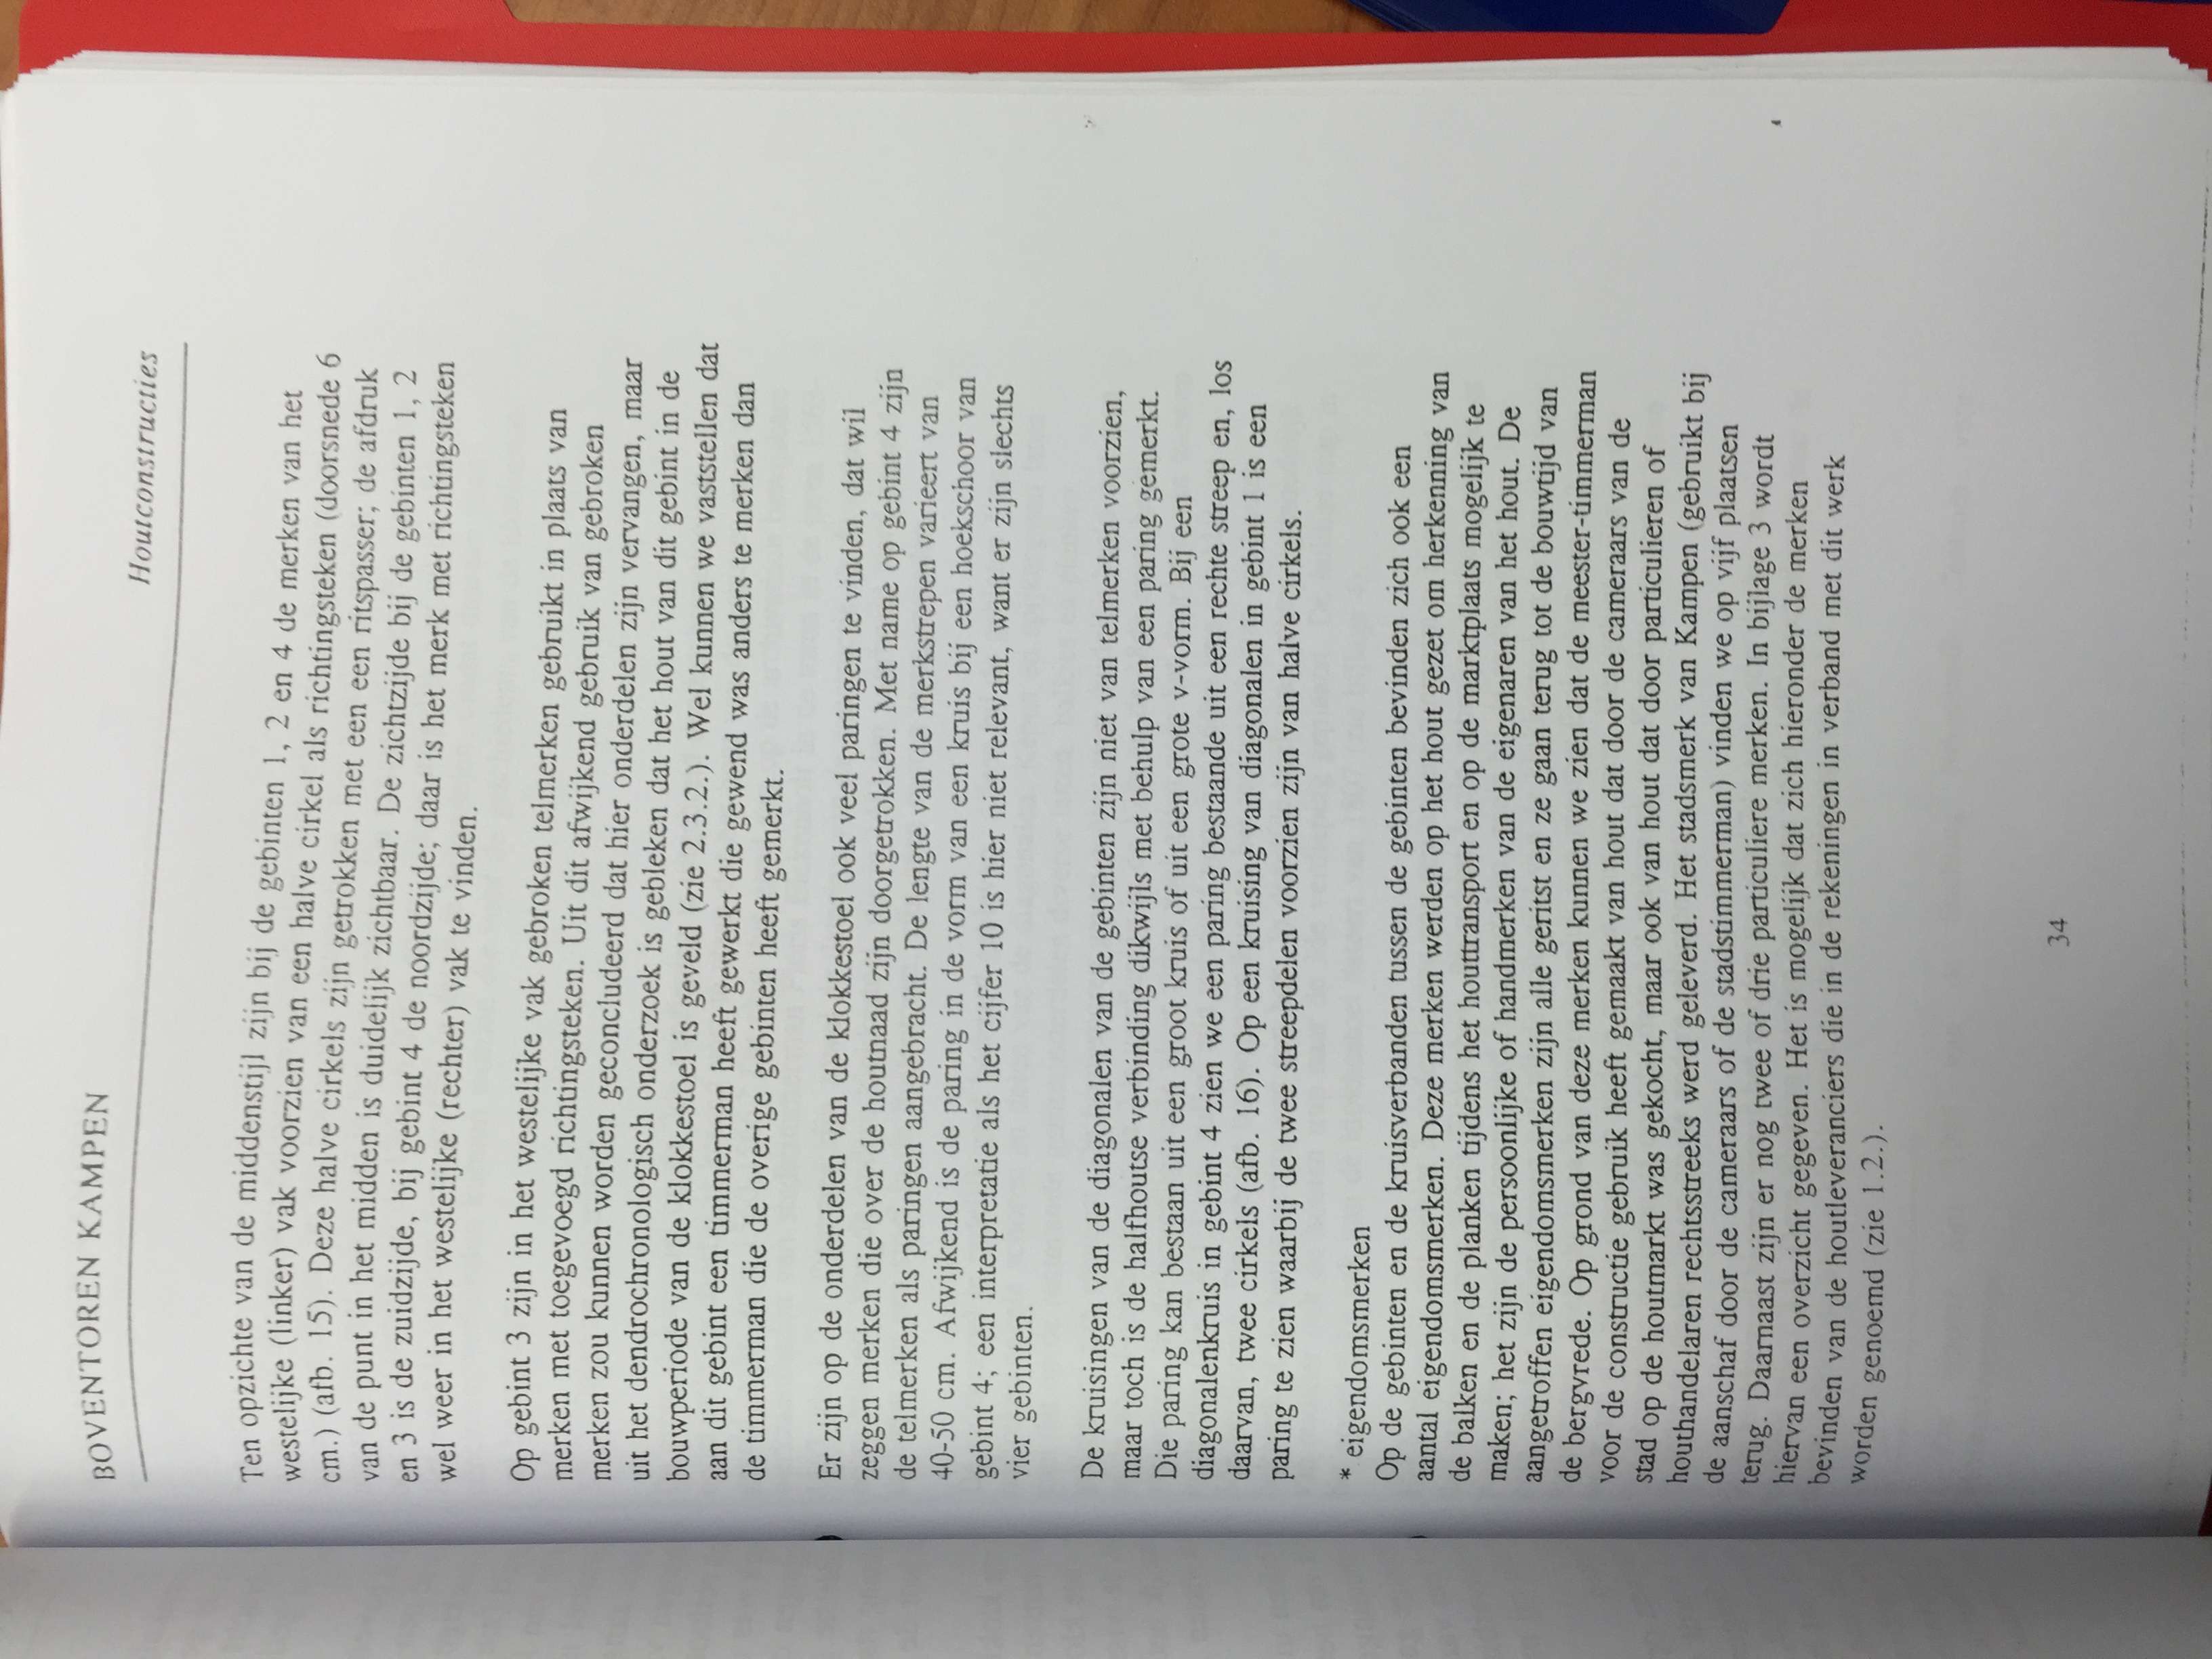 BOVENTOREN KAMPEN
Houtconstructies
Ten opzichte van de middenstijl zijn bij de gebinten 1, 2 en 4 de merken van het
westelijke (linker) vak voorzien van een halve cirkel als richtingsteken (doorsnede 6
cm.) (afb. 15). Deze halve cirkels zijn getrokken met een een ritspasser; de afdruk
van de punt in het midden is duidelijk zichtbaar. De zichtzijde bij de gebinten 1, 2
en 3 is de zuidzijde, bij gebint 4 de noordzijde; daar is het merk met richtingsteken
wel weer in het westelijke (rechter) vak te vinden.
Op gebint 3 zijn in het westelijke vak gebroken telmerken gebruikt in plaats van
merken met toegevoegd richtingsteken. Uit dit afwijkend gebruik van gebroken
merken zou kunnen worden geconcludeerd dat hier onderdelen zijn vervangen, maar
uit het dendrochronologisch onderzoek is gebleken dat het hout van dit gebint in de
bouwperiode van de klokkestoel is geveld (zie 2.3.2.). Wel kunnen we vaststellen dat
aan dit gebint een timmerman heeft gewerkt die gewend was anders te merken dan
de timmerman die de overige gebinten heeft gemerkt.
Er zijn op de onderdelen van de klokkestoel ook veel paringen te vinden, dat wil
zeggen merken die over de houtnaad zijn doorgetrokken. Met name op gebint 4 zijn
de telmerken als paringen aangebracht. De lengte van de merkstrepen varieert van
40-50 cm. Afwijkend is de paring in de vorm van een kruis bij een hoekschoor van
gebint 4; een interpretatie als het cijfer 10 is hier niet relevant, want er zijn slechts
vier gebinten.
De kruisingen van de diagonalen van de gebinten zijn niet van telmerken voorzien,
maar toch is de halfhoutse verbinding dikwijls met behulp van een paring gemerkt.
Die paring kan bestaan uit een groot kruis of uit een grote v-vorm. Bij een
diagonalenkruis in gebint 4 zien we een paring bestaande uit een rechte streep en, los
daarvan, twee cirkels (afb. 16). Op een kruising van diagonalen in gebint 1 is een
paring te zien waarbij de twee streepdelen voorzien zijn van halve cirkels.
* eigendomsmerken
Op de gebinten en de kruisverbanden tussen de gebinten bevinden zich ook een
aantal eigendomsmerken. Deze merken werden op het hout gezet om herkenning van
de balken en de planken tijdens het houttransport en op de marktplaats mogelijk te
maken; het zijn de persoonlijke of handmerken van de eigenaren van het hout. De
aangetroffen eigendomsmerken zijn alle geritst en ze gaan terug tot de bouwtijd van
de bergvrede. Op grond van deze merken kunnen we zien dat de meester-timmerman
voor de constructie gebruik heeft gemaakt van hout dat door de cameraars van de
stad op de houtmarkt was gekocht, maar ook van hout dat door particulieren of
houthandelaren rechtsstreeks werd geleverd. Het stadsmerk van Kampen (gebruikt bij
de aanschaf door de cameraars of de stadstimmerman) vinden we op vijf plaatsen
terug. Daarnaast zijn er nog twee of drie particuliere merken. In bijlage 3 wordt
hiervan een overzicht gegeven. Het is mogelijk dat zich hieronder de merken
bevinden van de houtleveranciers die in de rekeningen in verband met dit werk
worden genoemd (zie 1.2.).
34